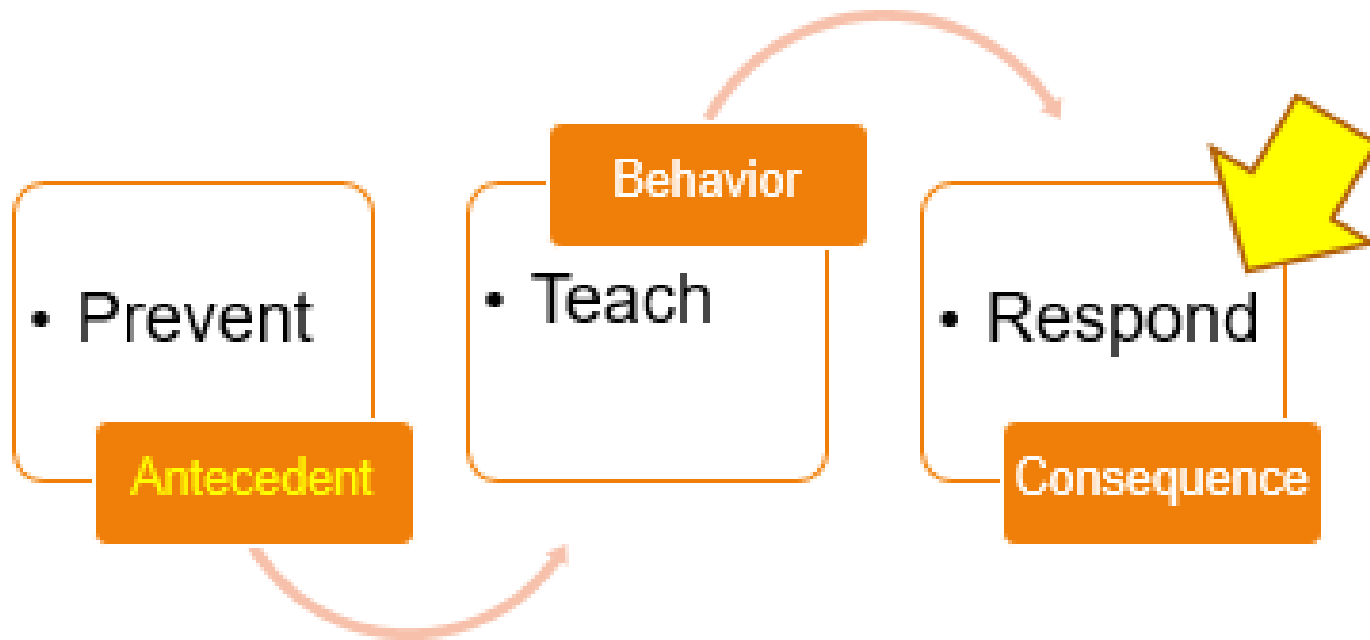 • Prevent
Antecedent
Behavior
• Teach
• Respond
Consequence